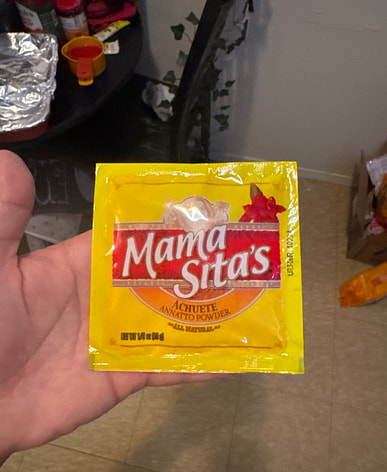 Mama
Sita's
ACHUETE
ANNATTO POWDER
ALL NATURAL